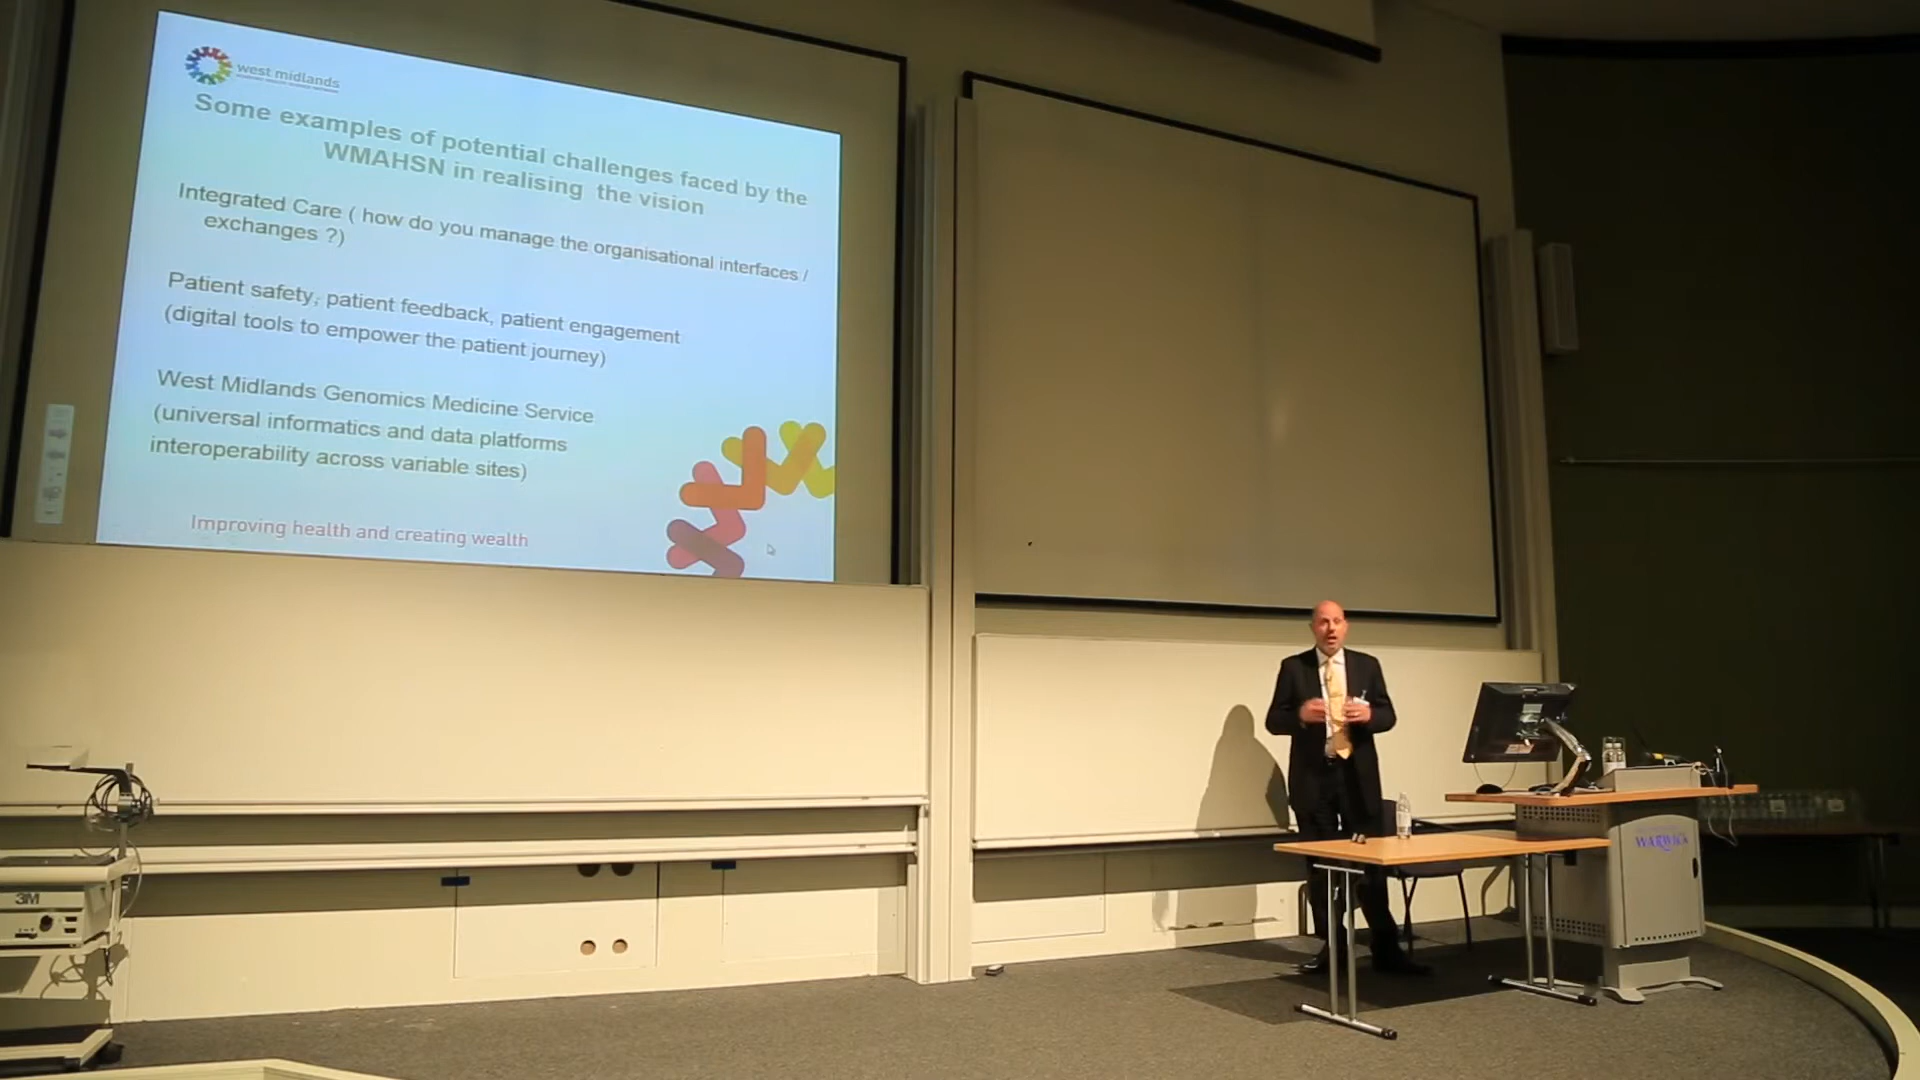 west midlands
Some examples of potential challenges faced by the
WMAHSN in realising the vision
Integrated Care ( how do you manage the organisational interfaces /
exchanges ?)
Patient safety, patient feedback, patient engagement
(digital tools to empower the patient journey)
West Midlands Genomics Medicine Service
(universal informatics and data platforms
interoperability across variable sites)
Improving health and creating wealth
3M
WARWICK